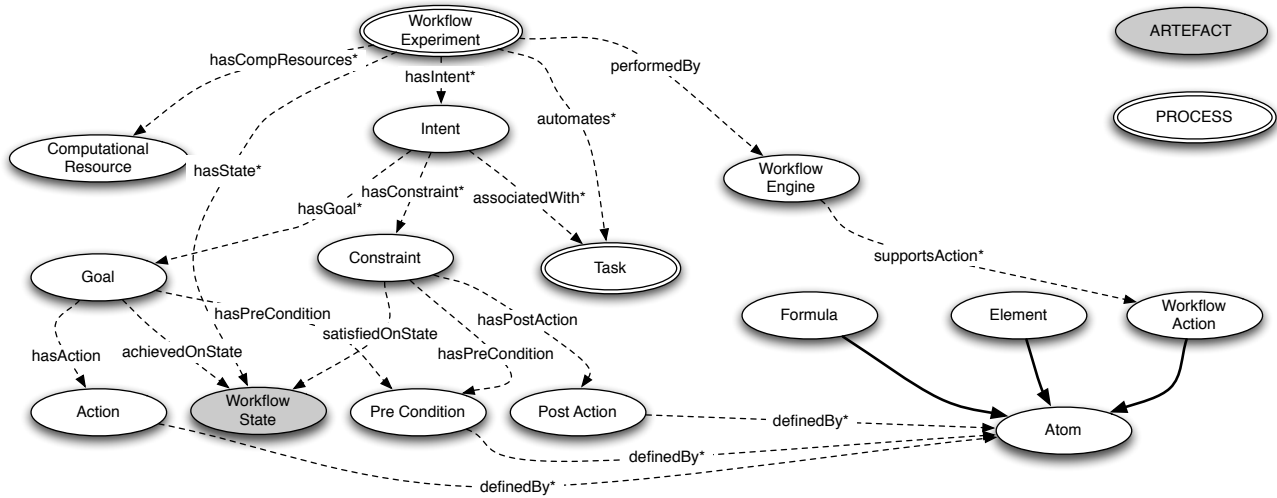 Workflow
Experiment
ARTEFACT
hasCompResources*
performedBy
hasIntent*
automates*
PROCESS
Intent
Computational
Resource
hasState*
Workflow
Engine
hasConstraint*
associatedWith*
hasGoal*
supportsAction*
Constraint
Task
Goal
hasPreCondition
satisfiedOnState
hasPostAction
Formula
Element
Workflow
Action
hasAction
achievedOnState
hasPreCondition
Action
Workflow
State
Pre Condition
Post Action
definedBy*
Atom
definedBy*
definedBy*